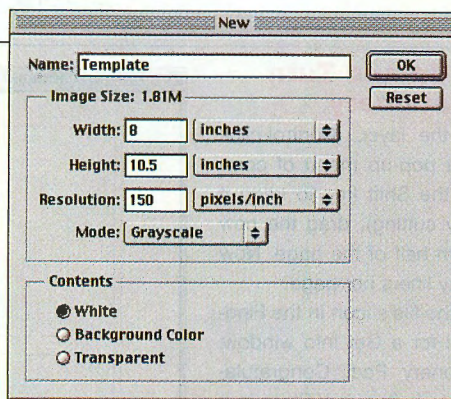 New
Name: Template
OK
Reset
Image Size: 1.81M
Width: 8 inches
Height: 10.5 inches
Resolution: 150 pixels/inch
Mode: Grayscale
Contents
White
Background Color
Transparent